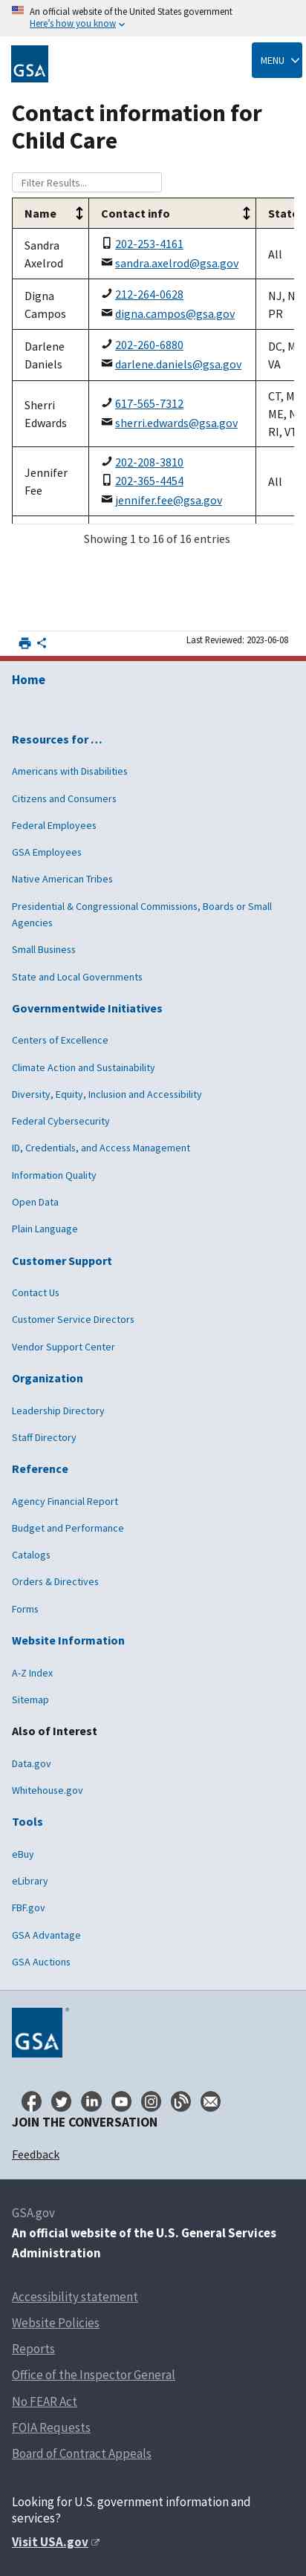 An official website of the United States government
Here's how you know
GSA
MENU
Contact information for
Child Care
Filter Results...
Name
Contact info
State
Sandra
Axelrod
202-253-4161
sandra.axelrod@gsa.gov
All
Digna
Campos
212-264-0628
digna.campos@gsa.gov
NJ, N
PR
Darlene
Daniels
202-260-6880
darlene.daniels@gsa.gov
DC, M
VA
Sherri
Edwards
617-565-7312
sherri.edwards@gsa.gov
CT, M
ME, N
RI, VT
Jennifer
Fee
202-208-3810
202-365-4454
jennifer.fee@gsa.gov
All
Showing 1 to 16 of 16 entries
Last Reviewed: 2023-06-08
Home
Resources for …
Americans with Disabilities
Citizens and Consumers
Federal Employees
GSA Employees
Native American Tribes
Presidential & Congressional Commissions, Boards or Small
Agencies
Small Business
State and Local Governments
Governmentwide Initiatives
Centers of Excellence
Climate Action and Sustainability
Diversity, Equity, Inclusion and Accessibility
Federal Cybersecurity
ID, Credentials, and Access Management
Information Quality
Open Data
Plain Language
Customer Support
Contact Us
Customer Service Directors
Vendor Support Center
Organization
Leadership Directory
Staff Directory
Reference
Agency Financial Report
Budget and Performance
Catalogs
Orders & Directives
Forms
Website Information
A-Z Index
Sitemap
Also of Interest
Data.gov
Whitehouse.gov
Tools
eBuy
eLibrary
FBF.gov
GSA Advantage
GSA Auctions
GSA
®
JOIN THE CONVERSATION
Feedback
GSA.gov
An official website of the U.S. General Services
Administration
Accessibility statement
Website Policies
Reports
Office of the Inspector General
No FEAR Act
FOIA Requests
Board of Contract Appeals
Looking for U.S. government information and
services?
Visit USA.gov